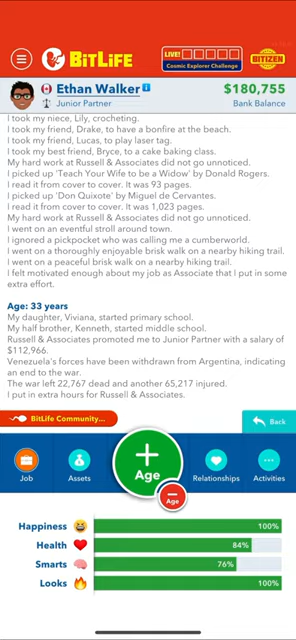 BitLife
LIVE!
Cosmic Explorer Challenge
BITIZEN
Ethan Walker
$180,755
Junior Partner
Bank Balance
I took my niece, Lily, crocheting.
I took my friend, Drake, to have a bonfire at the beach.
I took my friend, Lucas, to play laser tag.
I took my best friend, Bryce, to a cake baking class.
My hard work at Russell & Associates did not go unnoticed.
I picked up 'Teach Your Wife to be a Widow' by Donald Rogers.
I read it from cover to cover. It was 93 pages.
I picked up 'Don Quixote' by Miguel de Cervantes.
I read it from cover to cover. It was 1,023 pages.
My hard work at Russell & Associates did not go unnoticed.
I went on an eventful stroll around town.
I ignored a pickpocket who was calling me a cumberworld.
I went on a thoroughly enjoyable brisk walk on a nearby hiking trail.
I went on a peaceful brisk walk on a nearby hiking trail.
I felt motivated enough about my job as Associate that I put in some
extra effort.
Age: 33 years
My daughter, Viviana, started primary school.
My half brother, Kenneth, started middle school.
Russell & Associates promoted me to Junior Partner with a salary of
$112,966.
Venezuela's forces have been withdrawn from Argentina, indicating
an end to the war.
The war left 22,767 dead and another 65,217 injured.
I put in extra hours for Russell & Associates.
BitLife Community...
Back
Job
Assets
Age
Relationships
Activities
Age
Happiness
100%
Health
84%
Smarts
76%
Looks
100%